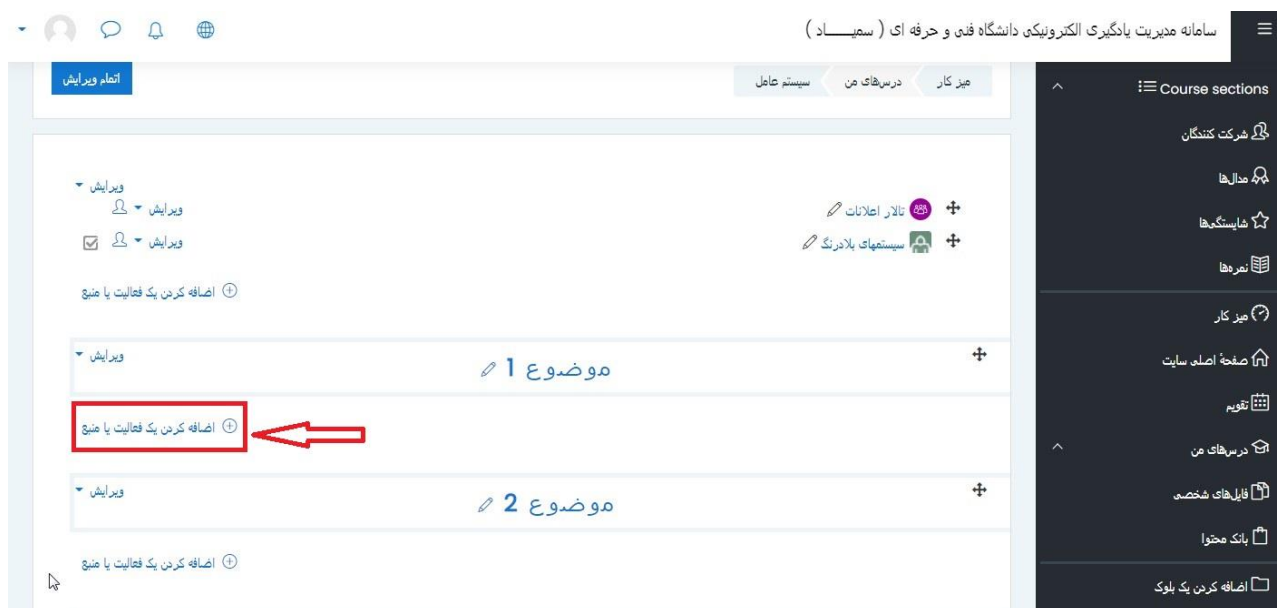 سامانه مدیریت یادگیری الکترونیکی دانشگاه فنی و حرفه ای ( سمیـــــاد )
Course sections
شرکت کنندگان
مدال‌ها
شایستگی‌ها
نمره‌ها
میز کار
صفحهٔ اصلی سایت
تقویم
درس‌های من
فایل‌های شخصی
بانک محتوا
اضافه کردن یک بلوک
میز کار درس‌های من سیستم عامل
اتمام ویرایش
ویرایش
تالار اعلانات ویرایش
سیستمهای بلادرنگ ویرایش
اضافه کردن یک فعالیت یا منبع
موضوع 1 ویرایش
اضافه کردن یک فعالیت یا منبع
موضوع 2 ویرایش
اضافه کردن یک فعالیت یا منبع